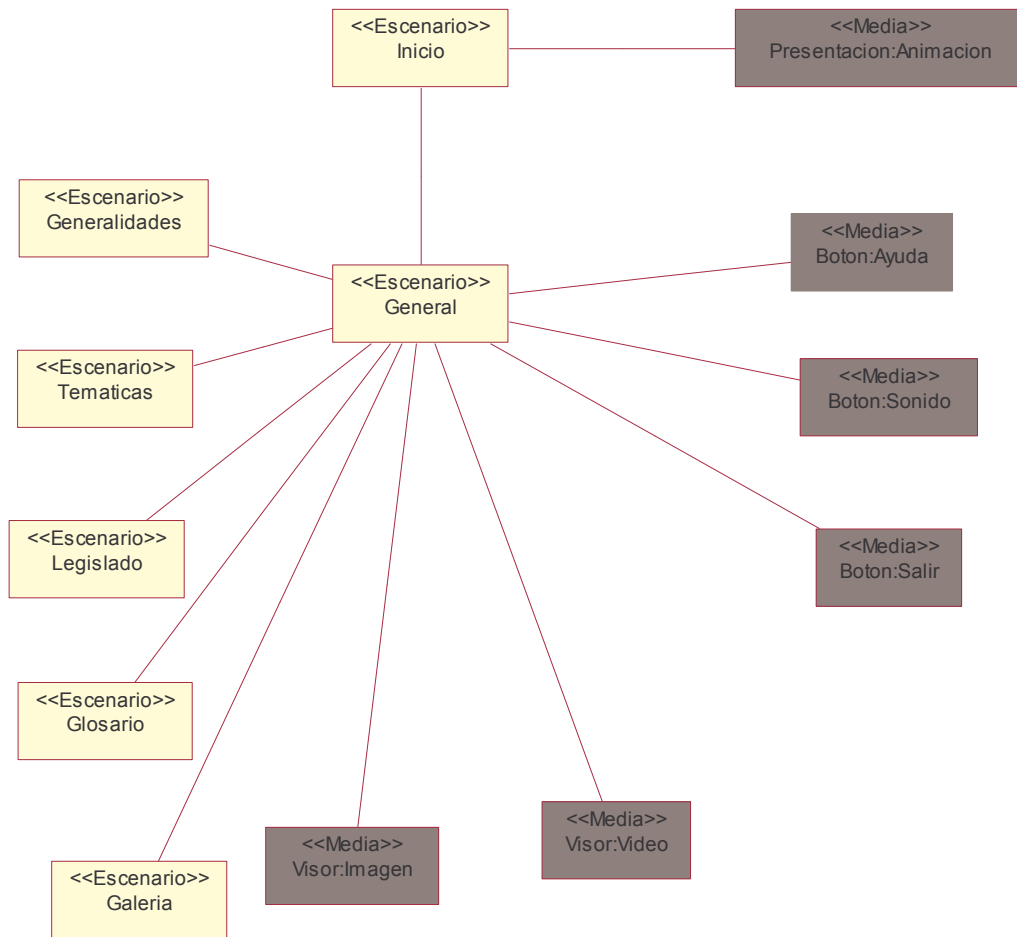 <<Escenario>>
Inicio
<<Media>>
Presentacion:Animacion
<<Escenario>>
Generalidades
<<Media>>
Boton:Ayuda
<<Escenario>>
General
<<Escenario>>
Tematicas
<<Media>>
Boton:Sonido
<<Escenario>>
Legislado
<<Media>>
Boton:Salir
<<Escenario>>
Glosario
<<Media>>
Visor:Imagen
<<Media>>
Visor:Video
<<Escenario>>
Galeria